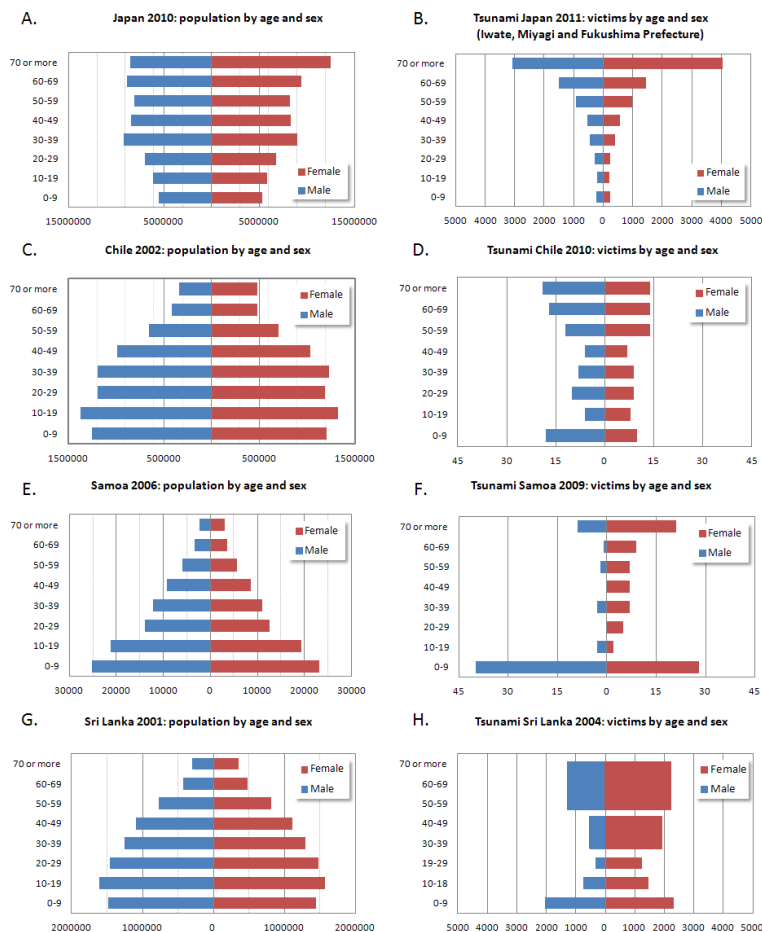 A.
Japan 2010: population by age and sex
70 or more
60-69
50-59
40-49
30-39
20-29
10-19
0-9
Female
Male
15000000 5000000 5000000 15000000
B.
Tsunami Japan 2011: victims by age and sex
(Iwate, Miyagi and Fukushima Prefecture)
70 or more
60-69
50-59
40-49
30-39
20-29
10-19
0-9
Female
Male
5000 4000 3000 2000 1000 0 1000 2000 3000 4000 5000
C.
Chile 2002: population by age and sex
70 or more
60-69
50-59
40-49
30-39
20-29
10-19
0-9
Female
Male
1500000 5000000 5000000 1500000
D.
Tsunami Chile 2010: victims by age and sex
70 or more
60-69
50-59
40-49
30-39
20-29
10-19
0-9
Female
Male
45 30 15 0 15 30 45
E.
Samoa 2006: population by age and sex
70 or more
60-69
50-59
40-49
30-39
20-29
10-19
0-9
Female
Male
30000 20000 10000 0 10000 20000 30000
F.
Tsunami Samoa 2009: victims by age and sex
70 or more
60-69
50-59
40-49
30-39
20-29
10-19
0-9
Female
Male
45 30 15 0 15 30 45
G.
Sri Lanka 2001: population by age and sex
70 or more
60-69
50-59
40-49
30-39
20-29
10-19
0-9
Female
Male
2000000 1000000 0 1000000 2000000
H.
Tsunami Sri Lanka 2004: victims by age and sex
70 or more
60-69
50-59
40-49
30-39
19-29
10-18
0-9
Female
Male
5000 4000 3000 2000 1000 0 1000 2000 3000 4000 5000